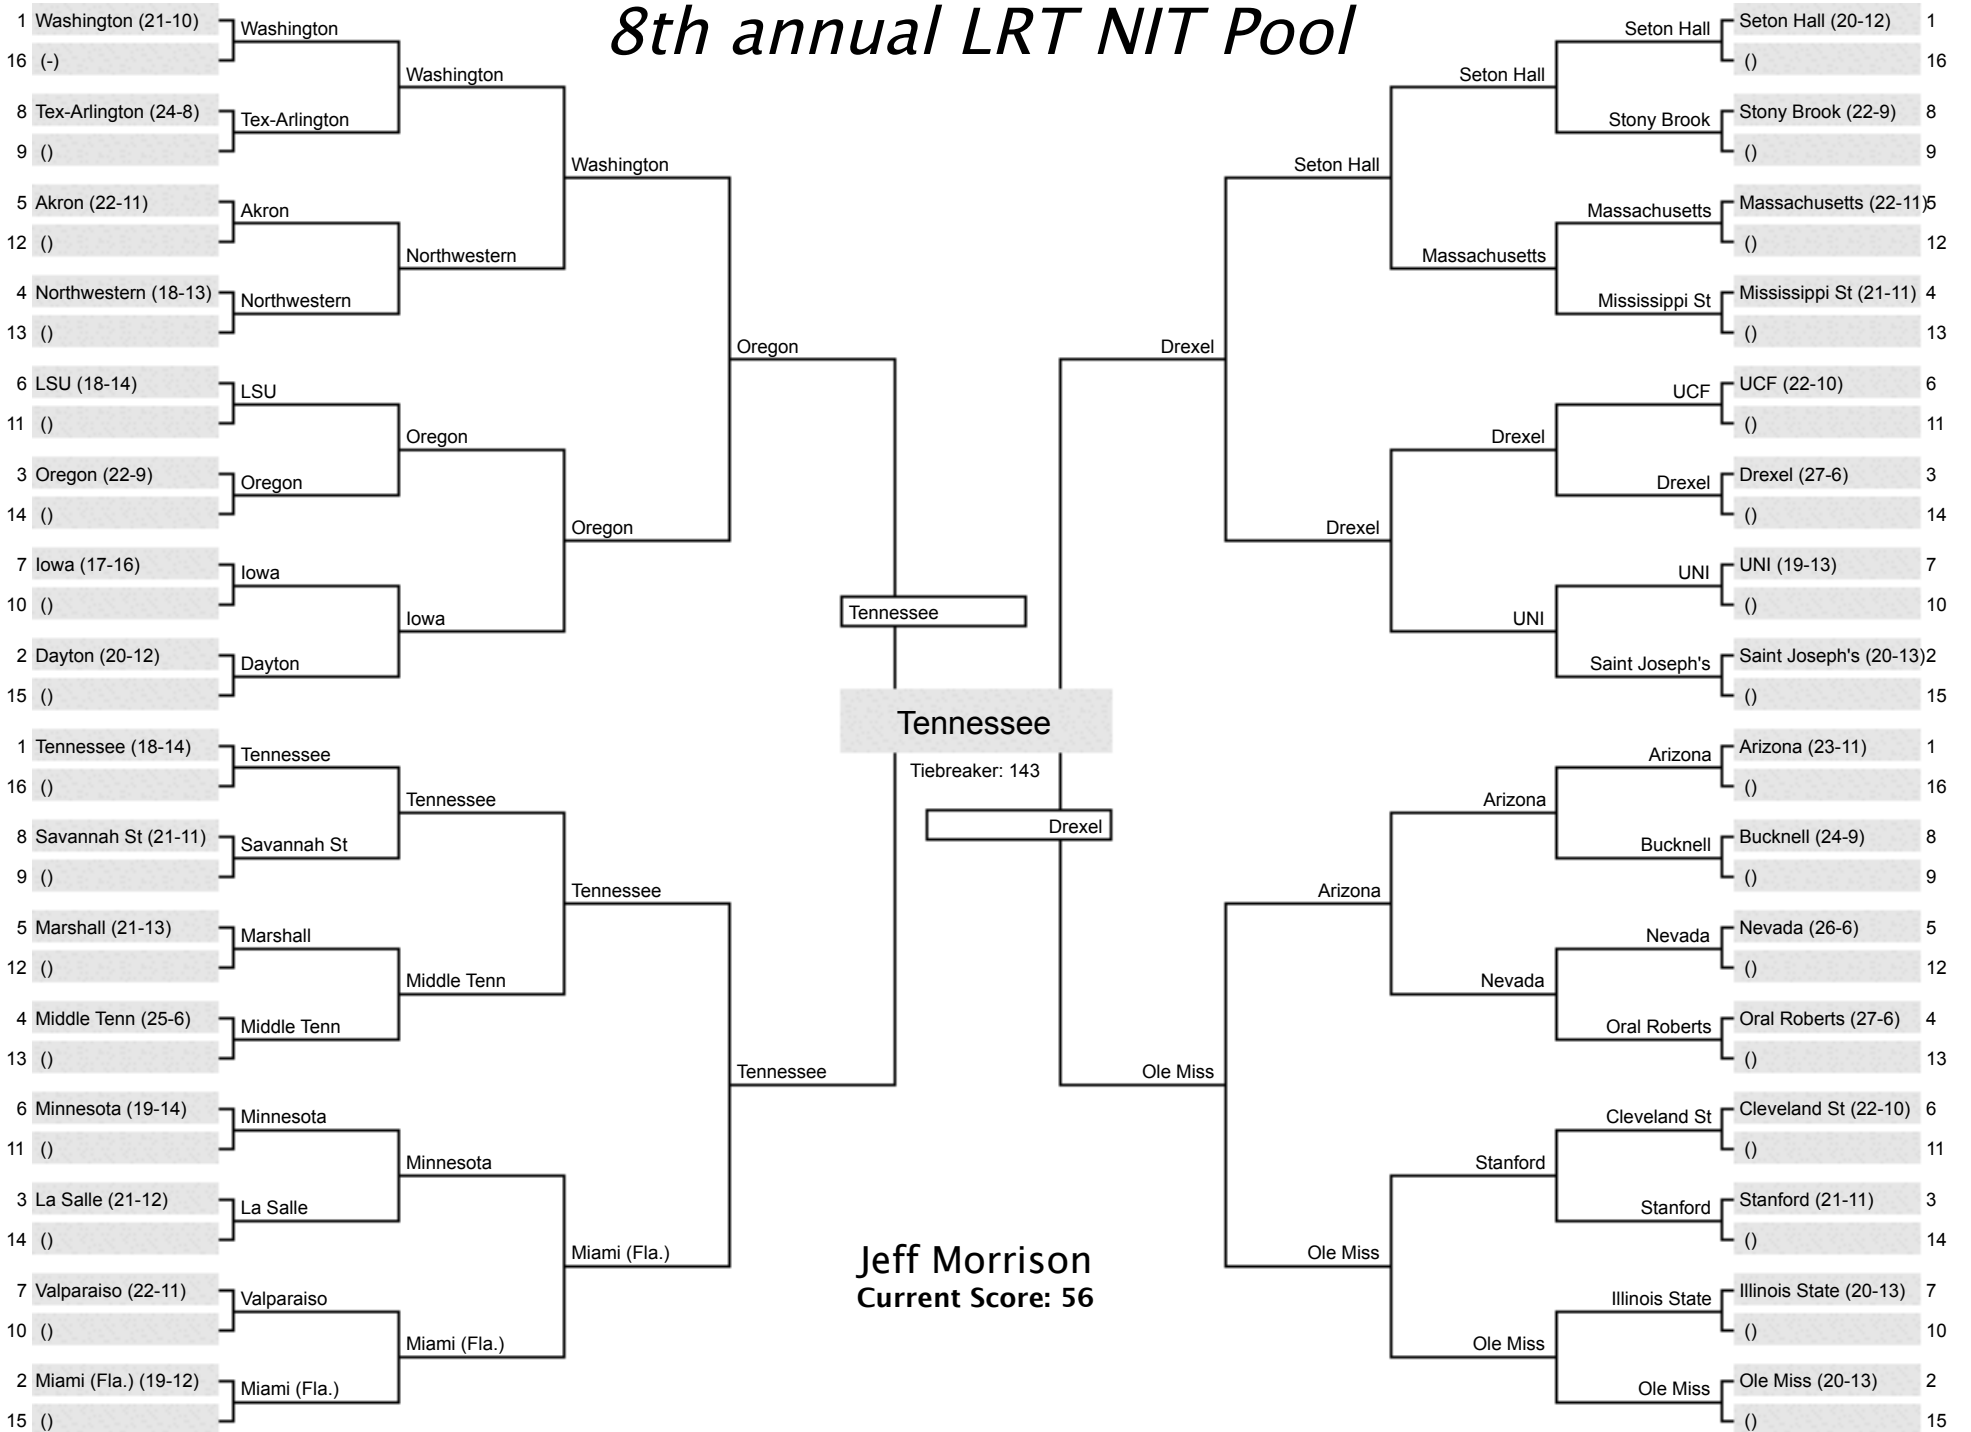 8th annual LRT NIT Pool
1 Washington (21-10)
16 (-)
8 Tex-Arlington (24-8)
9 ()
5 Akron (22-11)
12 ()
4 Northwestern (18-13)
13 ()
6 LSU (18-14)
11 ()
3 Oregon (22-9)
14 ()
7 Iowa (17-16)
10 ()
2 Dayton (20-12)
15 ()
1 Tennessee (18-14)
16 ()
8 Savannah St (21-11)
9 ()
5 Marshall (21-13)
12 ()
4 Middle Tenn (25-6)
13 ()
6 Minnesota (19-14)
11 ()
3 La Salle (21-12)
14 ()
7 Valparaiso (22-11)
10 ()
2 Miami (Fla.) (19-12)
15 ()
Washington
Tex-Arlington
Akron
Northwestern
LSU
Oregon
Iowa
Dayton
Tennessee
Savannah St
Marshall
Middle Tenn
Minnesota
La Salle
Valparaiso
Miami (Fla.)
Washington
Northwestern
Oregon
Iowa
Tennessee
Middle Tenn
Minnesota
Miami (Fla.)
Washington
Oregon
Tennessee
Miami (Fla.)
Oregon
Tennessee
Tennessee
Tennessee
Tiebreaker: 143
Drexel
Jeff Morrison
Current Score: 56
Drexel
Ole Miss
Seton Hall
Drexel
Arizona
Ole Miss
Seton Hall
Massachusetts
Drexel
UNI
Arizona
Nevada
Stanford
Ole Miss
Seton Hall
Stony Brook
Massachusetts
Mississippi St
UCF
Drexel
UNI
Saint Joseph's
Arizona
Bucknell
Nevada
Oral Roberts
Cleveland St
Stanford
Illinois State
Ole Miss
Seton Hall (20-12) 1
() 16
Stony Brook (22-9) 8
() 9
Massachusetts (22-11) 5
() 12
Mississippi St (21-11) 4
() 13
UCF (22-10) 6
() 11
Drexel (27-6) 3
() 14
UNI (19-13) 7
() 10
Saint Joseph's (20-13) 2
() 15
Arizona (23-11) 1
() 16
Bucknell (24-9) 8
() 9
Nevada (26-6) 5
() 12
Oral Roberts (27-6) 4
() 13
Cleveland St (22-10) 6
() 11
Stanford (21-11) 3
() 14
Illinois State (20-13) 7
() 10
Ole Miss (20-13) 2
() 15